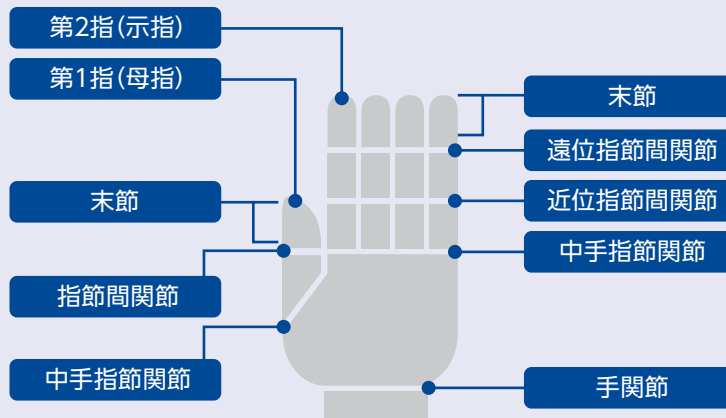 第2指(示指)
第1指(母指)
末節
指節間関節
中手指節関節
末節
遠位指節間関節
近位指節間関節
中手指節関節
手関節